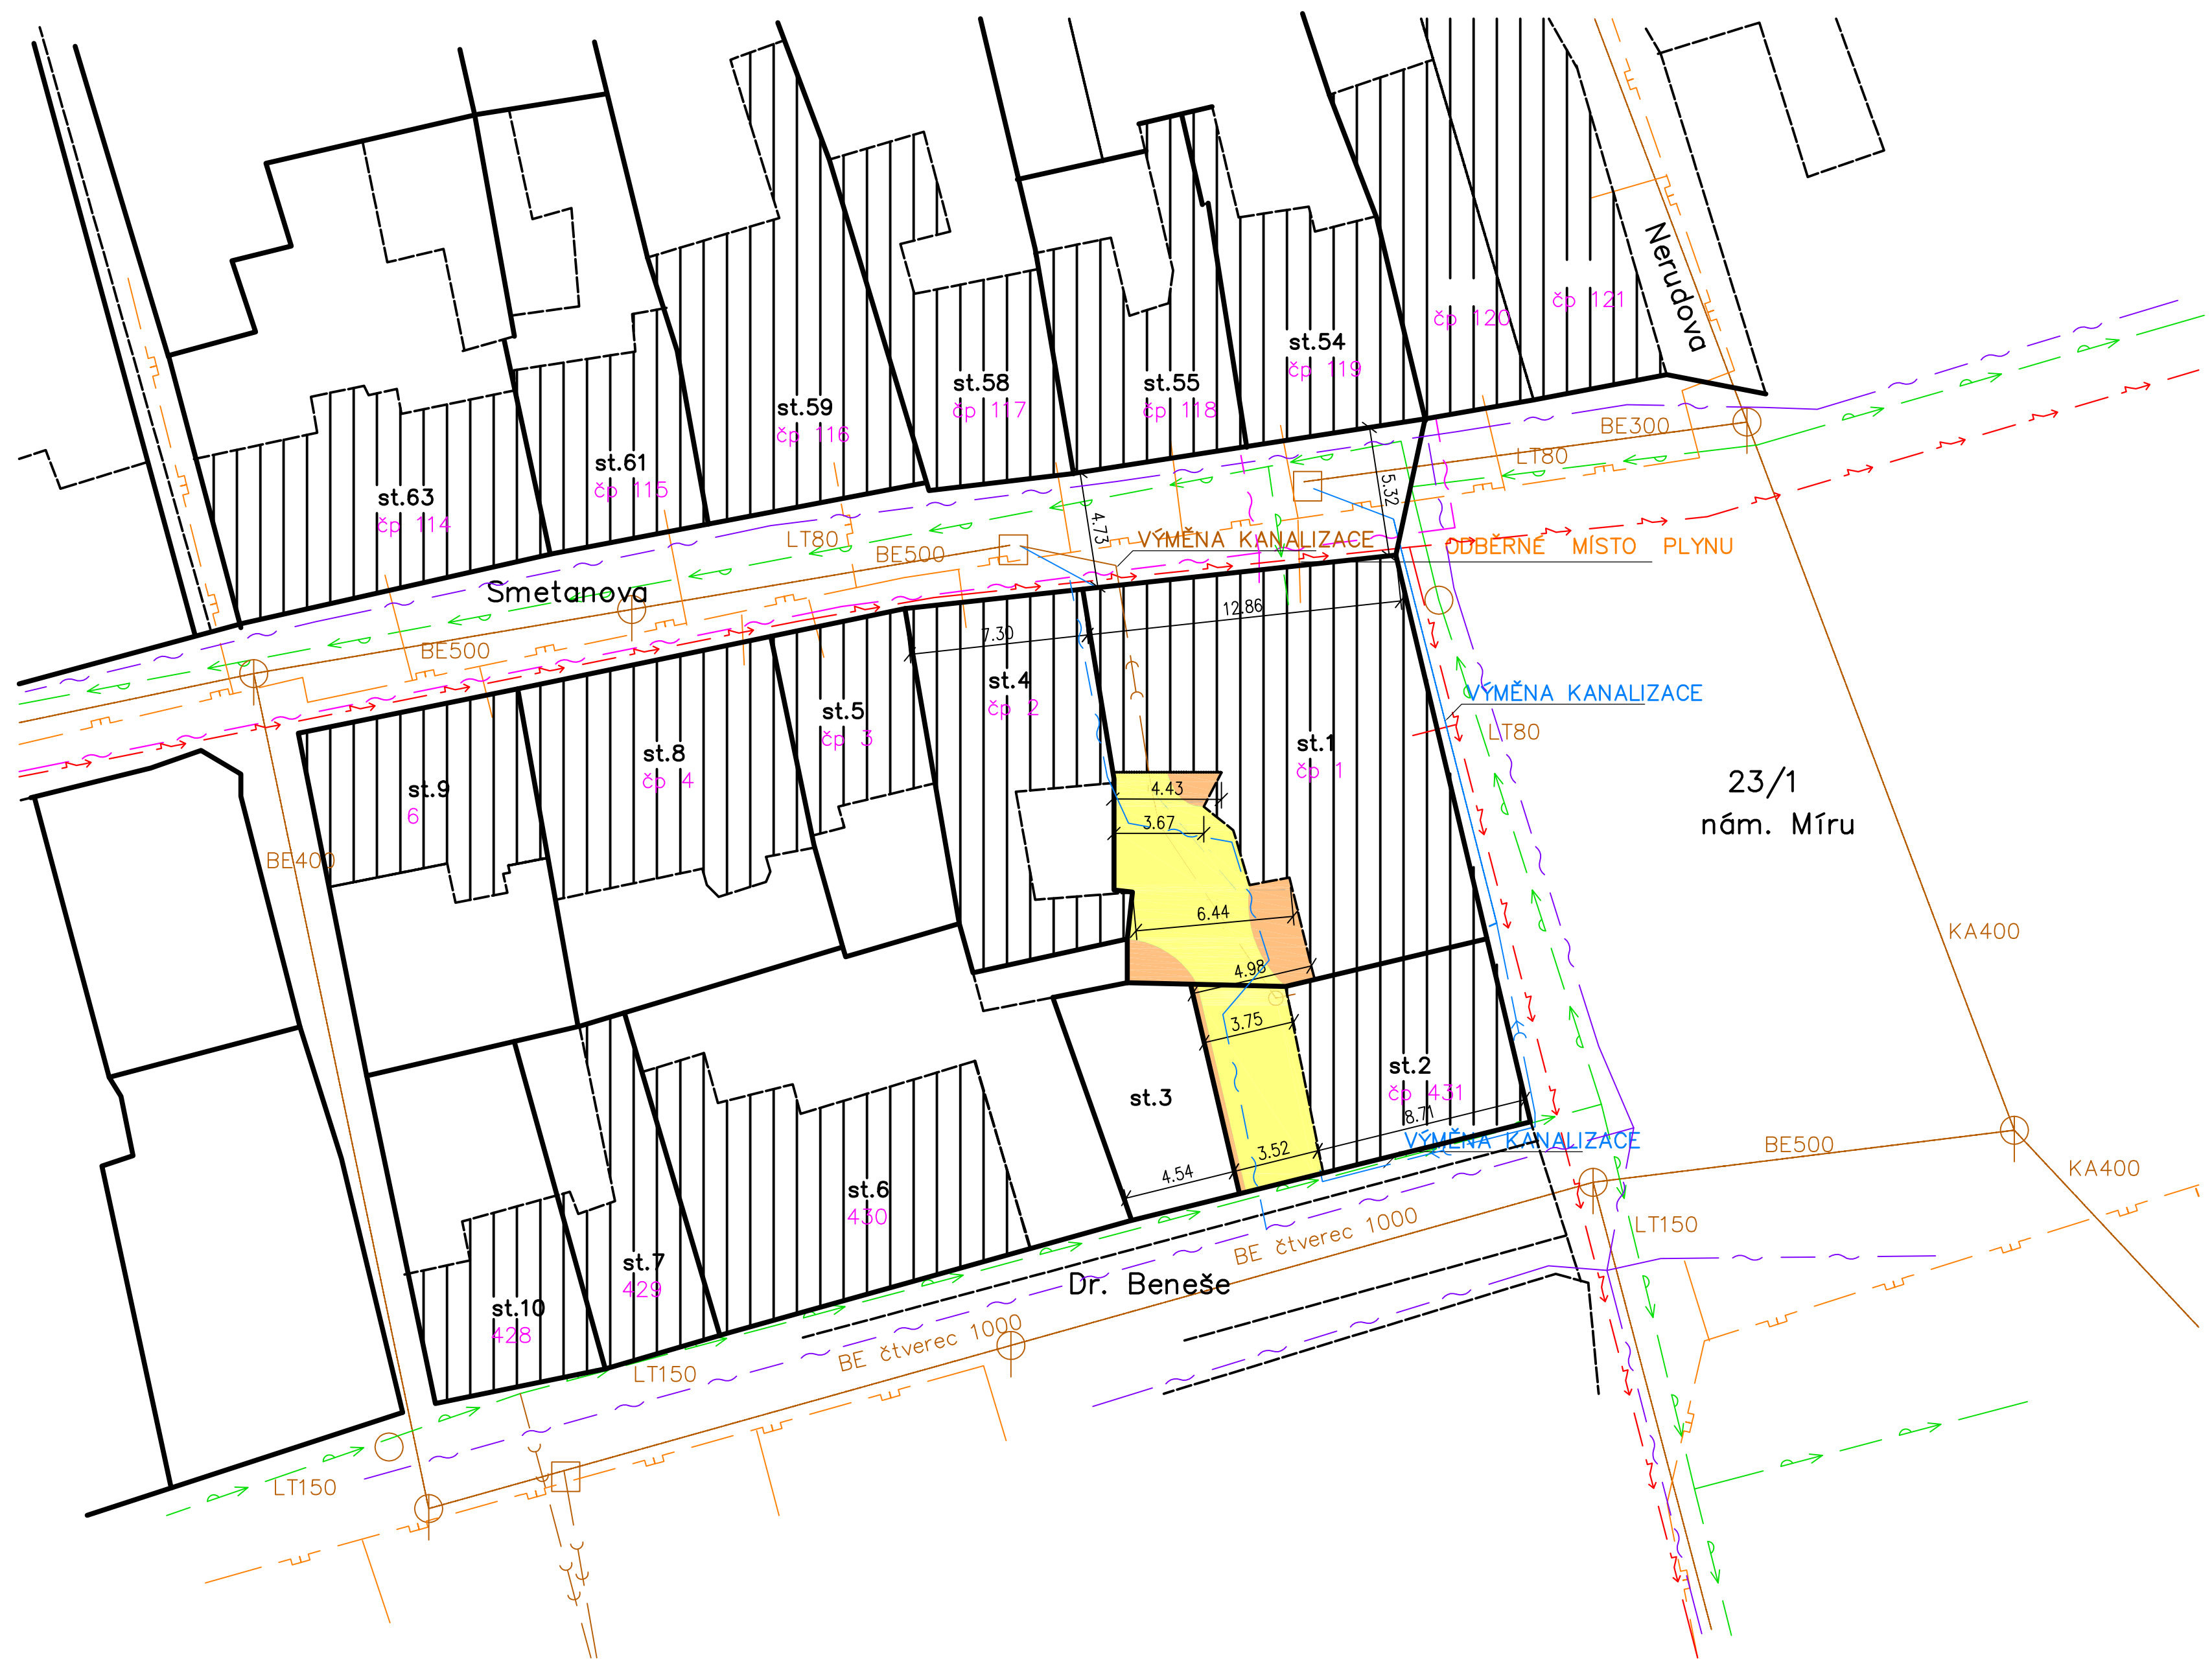 Nerudova
čp 121
čp 120
st.54
čp 119
st.55
čp 118
st.58
čp 117
st.59
čp 116
st.61
čp 115
st.63
čp 114
BE300
LT80
5.32
4.73
LT80
BE500
VÝMĚNA KANALIZACE
ODBĚRNÉ MÍSTO PLYNU
Smetanova
BE500
12.86
7.30
st.4
čp 2
st.5
čp 3
st.8
čp 4
st.9
6
st.1
čp 1
VÝMĚNA KANALIZACE
LT80
23/1
nám. Míru
4.43
3.67
BE400
6.44
KA400
4.98
3.75
st.2
čp 431
st.3
8.71
VÝMĚNA KANALIZACE
BE500
KA400
3.52
4.54
st.6
430
LT150
BE čtverec 1000
st.7
429
Dr. Beneše
st.10
428
BE čtverec 1000
LT150
LT150